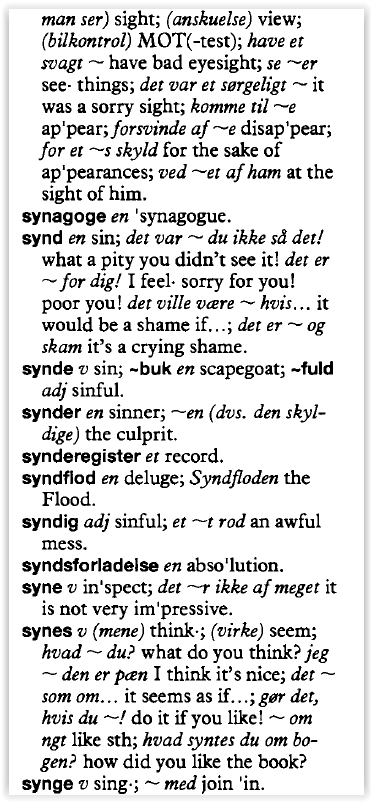 man ser) sight; (anskuelse) view;
(bilkontrol) MOT(-test); have et
svagt ~ have bad eyesight; se ~er
see· things; det var et sørgeligt ~ it
was a sorry sight; komme til ~e
ap'pear; forsvinde af ~e disap'pear;
for et ~s skyld for the sake of
ap'pearances; ved ~et af ham at the
sight of him.
synagoge en 'synagogue.
synd en sin; det var ~ du ikke så det!
what a pity you didn't see it! det er
~ for dig! I feel· sorry for you!
poor you! det ville være ~ hvis... it
would be a shame if...; det er ~ og
skam it's a crying shame.
synde v sin; ~buk en scapegoat; ~fuld
adj sinful.
synder en sinner; ~en (dvs. den skyl-
dige) the culprit.
synderegister et record.
syndflod en deluge; Syndfloden the
Flood.
syndig adj sinful; et ~t rod an awful
mess.
syndsforladelse en abso'lution.
syne v in'spect; det ~r ikke af meget it
is not very im'pressive.
synes v (mene) think·; (virke) seem;
hvad ~ du? what do you think? jeg
~ den er pæn I think it's nice; det ~
som om... it seems as if...; gør det,
hvis du ~! do it if you like! ~ om
ngt like sth; hvad syntes du om bo-
gen? how did you like the book?
synge v sing·; ~ med join 'in.